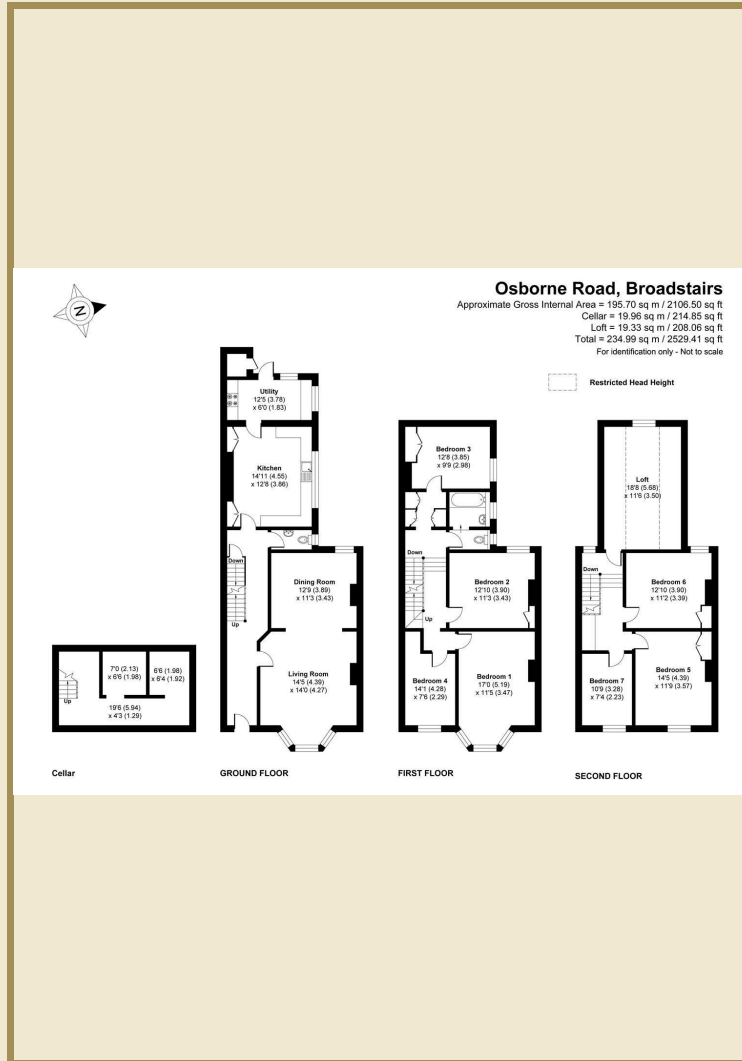 Osborne Road, Broadstairs
Approximate Gross Internal Area = 195.70 sq m / 2106.50 sq ft
Cellar = 19.96 sq m / 214.85 sq ft
Loft = 19.33 sq m / 208.06 sq ft
Total = 234.99 sq m / 2529.41 sq ft
For identification only - Not to scale
Restricted Head Height
N
Utility
12'5 (3.78)
x 6'0 (1.83)
Kitchen
14'11 (4.55)
x 12'8 (3.86)
Down
Up
Dining Room
12'9 (3.89)
x 11'3 (3.43)
Living Room
14'5 (4.39)
x 14'0 (4.27)
Bedroom 3
12'8 (3.85)
x 9'9 (2.98)
Down
Up
Bedroom 2
12'10 (3.90)
x 11'3 (3.43)
Bedroom 4
14'1 (4.28)
x 7'6 (2.29)
Bedroom 1
17'0 (5.19)
x 11'5 (3.47)
Loft
18'8 (5.68)
x 11'6 (3.50)
Down
Bedroom 6
12'10 (3.90)
x 11'2 (3.39)
Bedroom 7
10'9 (3.28)
x 7'4 (2.23)
Bedroom 5
14'5 (4.39)
x 11'9 (3.57)
7'0 (2.13)
x 6'6 (1.98)
6'6 (1.98)
x 6'4 (1.92)
Up
19'6 (5.94)
x 4'3 (1.29)
Cellar
GROUND FLOOR
FIRST FLOOR
SECOND FLOOR